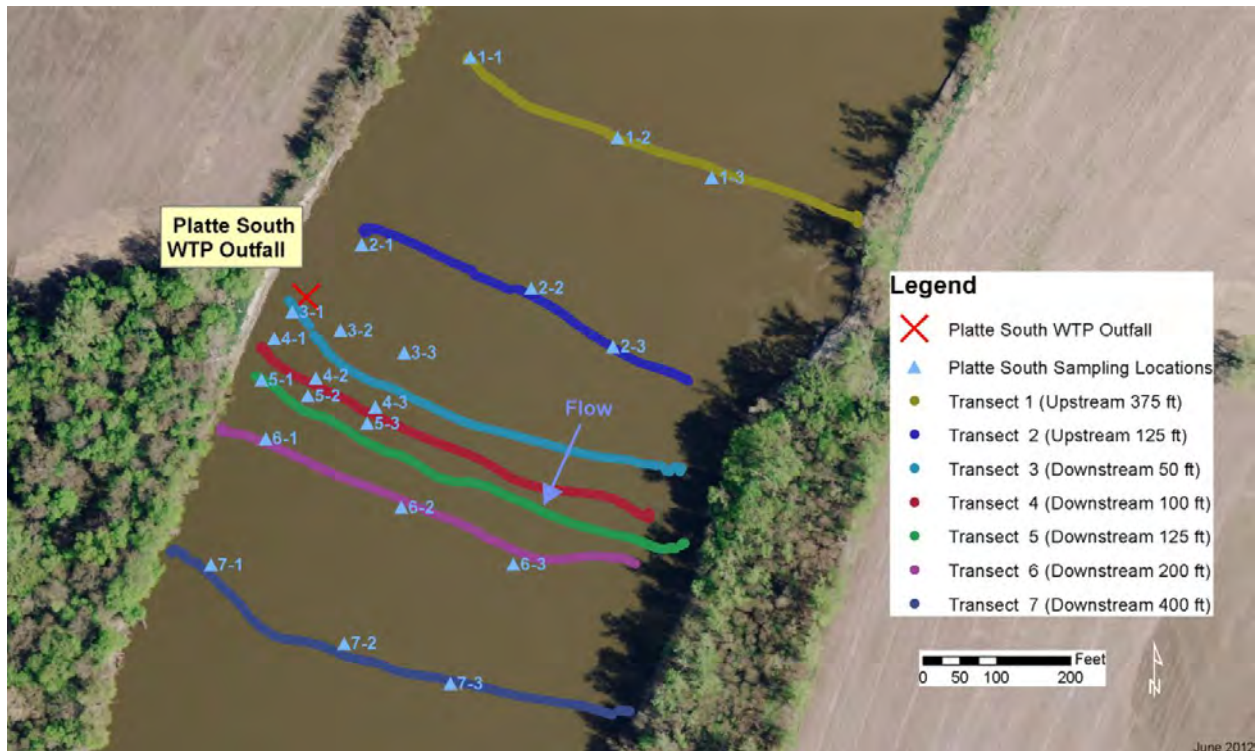 1-1
1-2
1-3
Platte South
WTP Outfall
2-1
2-2
2-3
3-1
3-2
3-3
4-1
4-2
4-3
5-1
5-2
5-3
Flow
6-1
6-2
6-3
7-1
7-2
7-3
Legend
Platte South WTP Outfall
Platte South Sampling Locations
Transect 1 (Upstream 375 ft)
Transect 2 (Upstream 125 ft)
Transect 3 (Downstream 50 ft)
Transect 4 (Downstream 100 ft)
Transect 5 (Downstream 125 ft)
Transect 6 (Downstream 200 ft)
Transect 7 (Downstream 400 ft)
Feet
0 50 100 200
N
June 2012